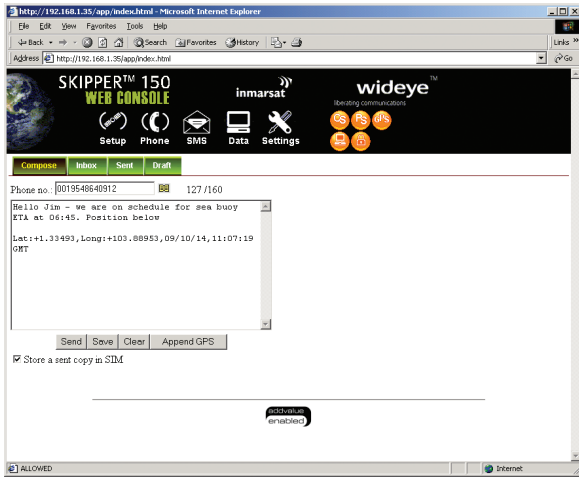 http://192.168.1.35/app/index.html - Microsoft Internet Explorer
File Edit View Favorites Tools Help
Back Search Favorites History Links »
Address http://192.168.1.35/app/index.html Go
SKIPPER™ 150
WEB CONSOLE
inmarsat
wideye™
liberating communications
CS PS GPS
Setup Phone SMS Data Settings
Compose Inbox Sent Draft
Phone no.: 0019548640912 127 /160
Hello Jim - we are on schedule for sea buoy
ETA at 06:45. Position below
Lat:+1.33493,Long:+103.88953,09/10/14,11:07:19
GMT
Send Save Clear Append GPS
Store a sent copy in SIM
addvalue
enabled
ALLOWED Internet